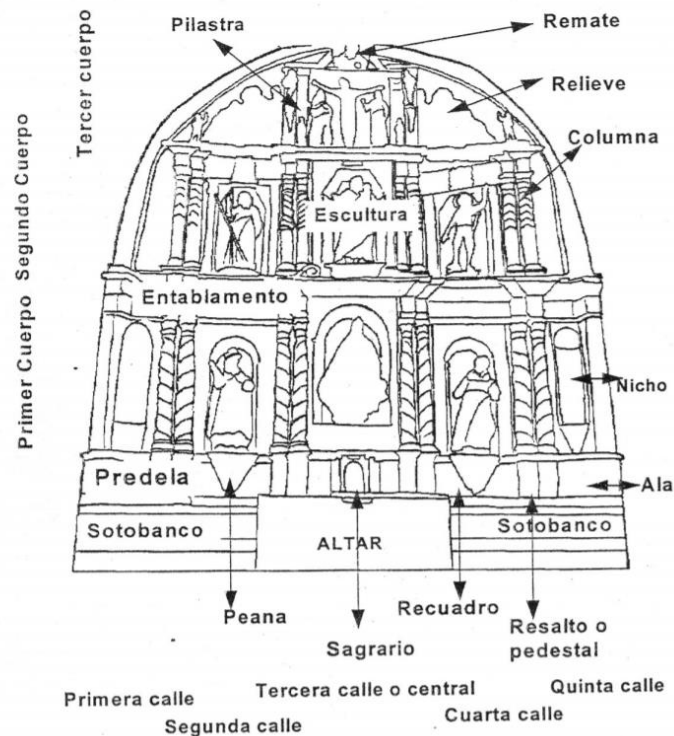 Pilastra
Remate
Tercer cuerpo
Relieve
Columna
Segundo Cuerpo
Escultura
Entablamento
Primer Cuerpo
Nicho
Predela
Ala
Sotobanco
ALTAR
Sotobanco
Peana
Recuadro
Resalto o
pedestal
Sagrario
Primera calle
Segunda calle
Tercera calle o central
Cuarta calle
Quinta calle